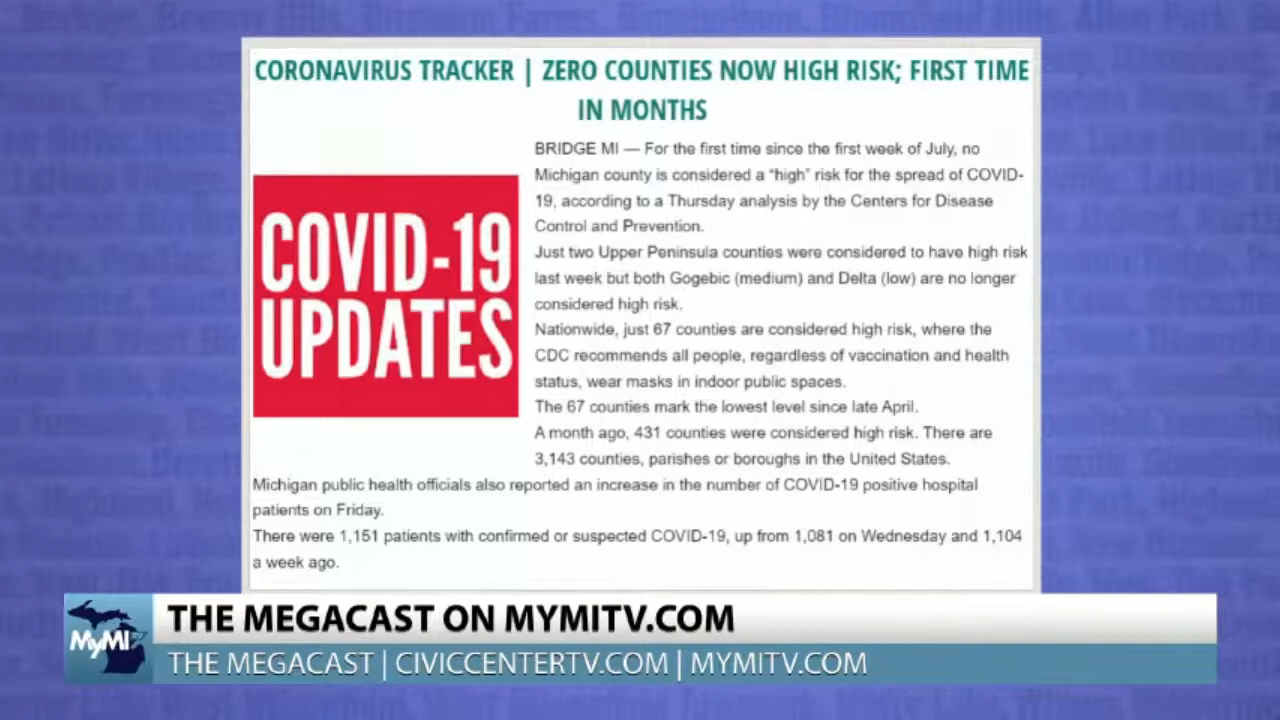 CORONAVIRUS TRACKER | ZERO COUNTIES NOW HIGH RISK; FIRST TIME
IN MONTHS
COVID-19
UPDATES
BRIDGE MI — For the first time since the first week of July, no
Michigan county is considered a “high” risk for the spread of COVID-
19, according to a Thursday analysis by the Centers for Disease
Control and Prevention.
Just two Upper Peninsula counties were considered to have high risk
last week but both Gogebic (medium) and Delta (low) are no longer
considered high risk.
Nationwide, just 67 counties are considered high risk, where the
CDC recommends all people, regardless of vaccination and health
status, wear masks in indoor public spaces.
The 67 counties mark the lowest level since late April.
A month ago, 431 counties were considered high risk. There are
3,143 counties, parishes or boroughs in the United States.
Michigan public health officials also reported an increase in the number of COVID-19 positive hospital
patients on Friday.
There were 1,151 patients with confirmed or suspected COVID-19, up from 1,081 on Wednesday and 1,104
a week ago.
MyMI
THE MEGACAST ON MYMITV.COM
THE MEGACAST | CIVICCENTERTV.COM | MYMITV.COM